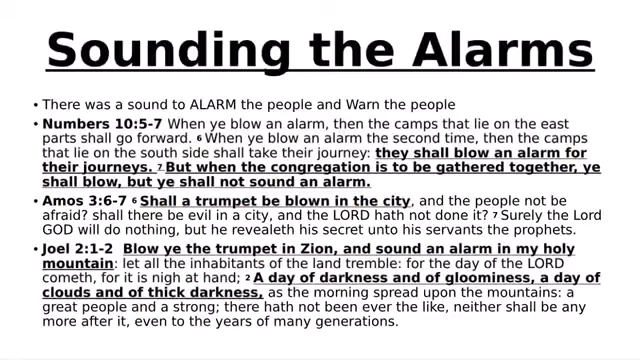 Sounding the Alarms
• There was a sound to ALARM the people and Warn the people
• Numbers 10:5-7 When ye blow an alarm, then the camps that lie on the east
parts shall go forward. 6 When ye blow an alarm the second time, then the camps
that lie on the south side shall take their journey: they shall blow an alarm for
their journeys. 7 But when the congregation is to be gathered together, ye
shall blow, but ye shall not sound an alarm.
• Amos 3:6-7 6 Shall a trumpet be blown in the city, and the people not be
afraid? shall there be evil in a city, and the LORD hath not done it? 7 Surely the Lord
GOD will do nothing, but he revealeth his secret unto his servants the prophets.
• Joel 2:1-2 Blow ye the trumpet in Zion, and sound an alarm in my holy
mountain: let all the inhabitants of the land tremble: for the day of the LORD
cometh, for it is nigh at hand; 2 A day of darkness and of gloominess, a day of
clouds and of thick darkness, as the morning spread upon the mountains: a
great people and a strong; there hath not been ever the like, neither shall be any
more after it, even to the years of many generations.